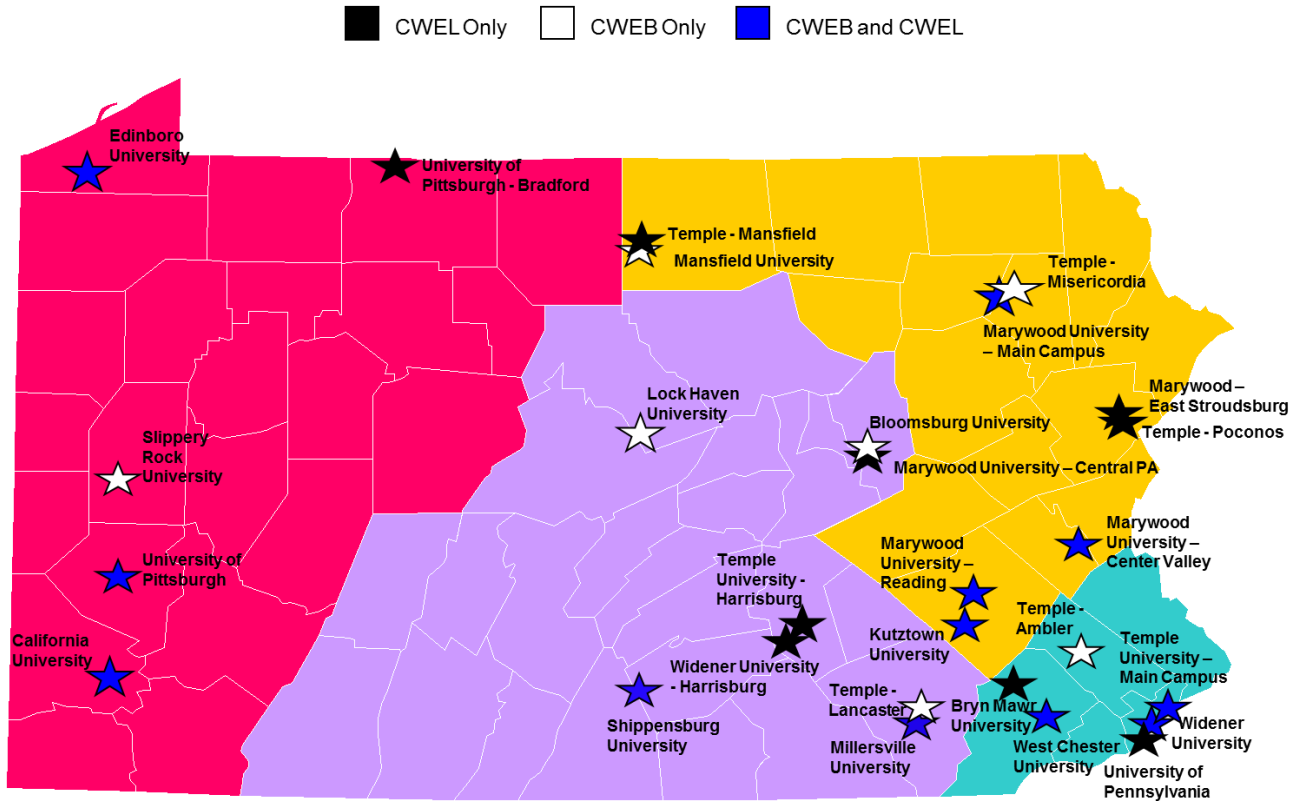 CWEL Only
CWEB Only
CWEB and CWEL
Edinboro
University
University of
Pittsburgh - Bradford
Temple - Mansfield
Mansfield University
Temple -
Misericordia
Marywood University
– Main Campus
Marywood –
East Stroudsburg
Temple - Poconos
Lock Haven
University
Bloomsburg University
Marywood University – Central PA
Slippery
Rock
University
University of
Pittsburgh
California
University
Marywood
University –
Center Valley
Marywood
University –
Reading
Temple
University -
Harrisburg
Kutztown
University
Temple -
Ambler
Temple
University –
Main Campus
Widener University
- Harrisburg
Shippensburg
University
Temple -
Lancaster
Millersville
University
Bryn Mawr
University
West Chester
University
Widener
University
University of
Pennsylvania